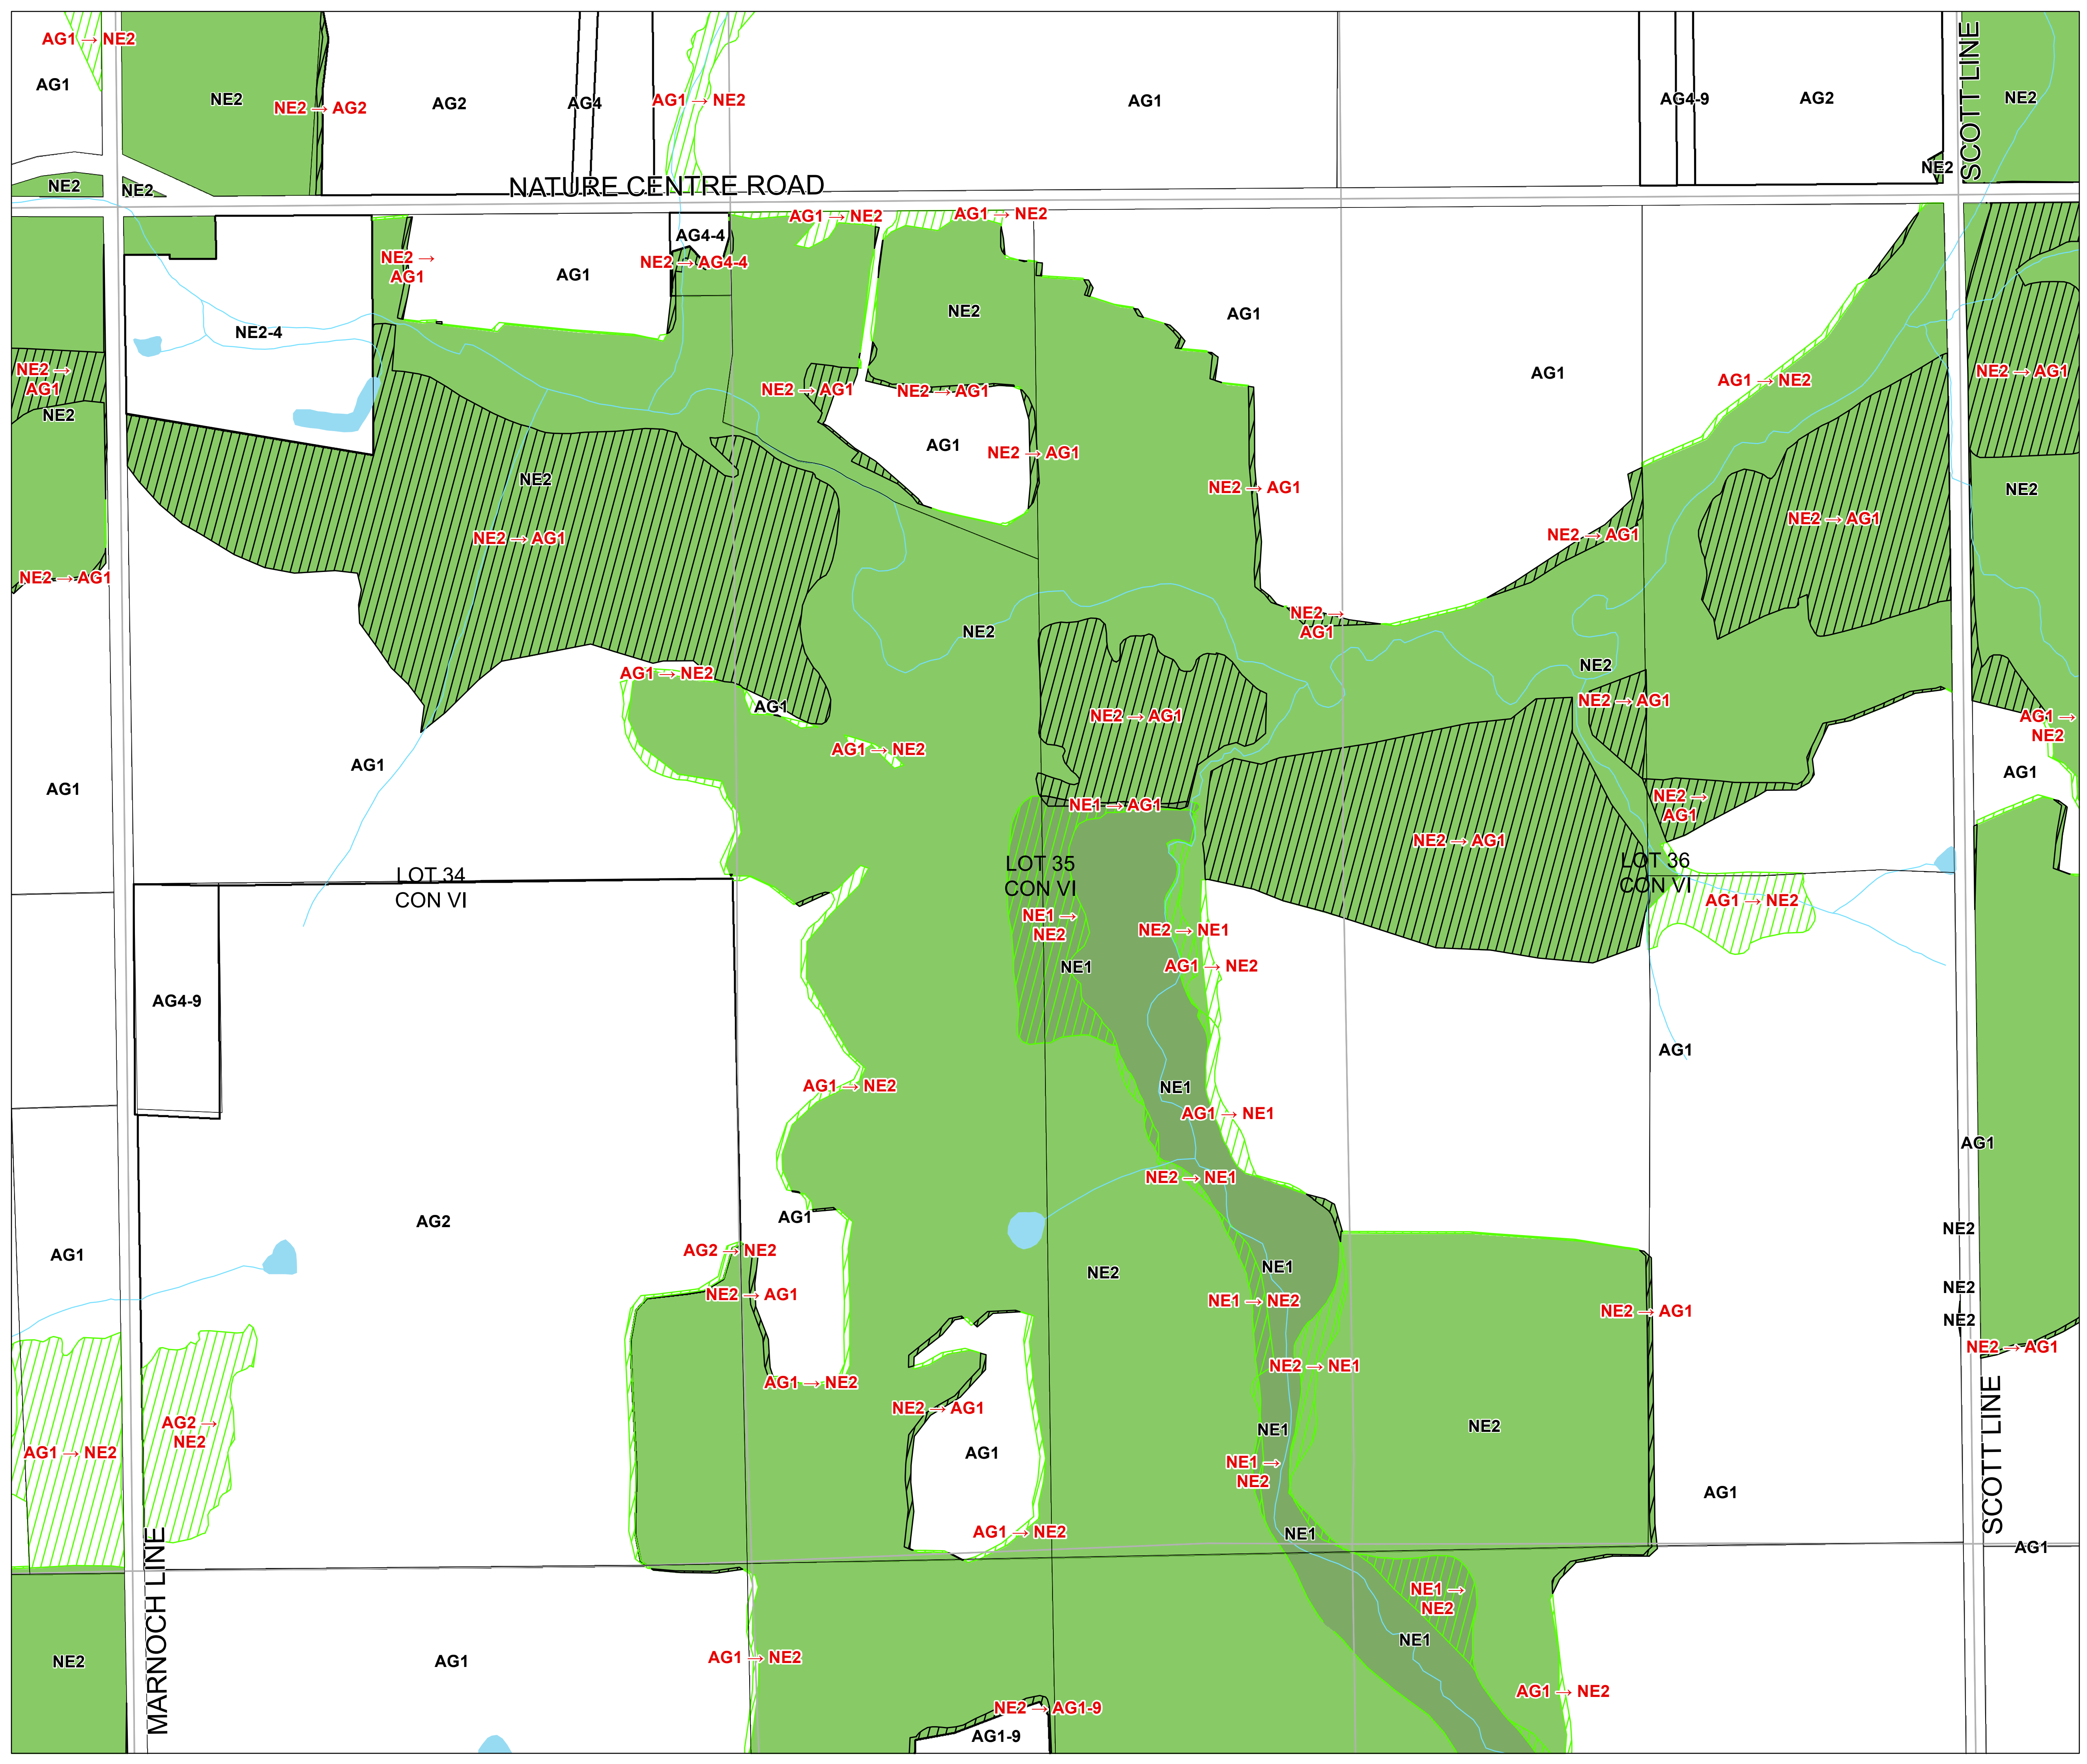 AG1 → NE2
AG1
NE2
NE2 → AG2
AG2
AG4
AG1 → NE2
AG1
AG4-9
AG2
NE2
SCOTT LINE
NE2
NE2
NE2
NATURE CENTRE ROAD
AG1 → NE2
AG1 → NE2
AG4-4
NE2 → AG4-4
NE2 →
AG1
AG1
NE2
AG1
NE2-4
NE2 →
AG1
NE2
NE2 → AG1
NE2 → AG1
AG1
NE2 → AG1
AG1
AG1 → NE2
NE2 → AG1
NE2
NE2 → AG1
NE2 → AG1
NE2
NE2 → AG1
NE2 → AG1
NE2 → AG1
NE2 →
AG1
NE2
NE2
AG1 → NE2
AG1
NE2 → AG1
NE2 → AG1
AG1 →
NE2
AG1 → NE2
AG1
AG1
AG1
NE2 →
AG1
NE1 → AG1
NE2 → AG1
LOT 34
CON VI
LOT 35
CON VI
LOT 36
CON VI
AG1 → NE2
NE1 →
NE2
NE2 → NE1
NE1
AG1 → NE2
AG4-9
AG1
AG1 → NE2
NE1
AG1 → NE1
AG1
NE2 → NE1
AG2
AG1
NE2
AG1
AG2 → NE2
NE2
NE1
NE2
NE2 → AG1
NE1 → NE2
NE2 → AG1
NE2
NE2 → AG1
NE2 → NE1
AG1 → NE2
NE2 → AG1
AG2 →
NE2
AG1 → NE2
AG1
NE1
NE2
NE1 →
NE2
AG1
SCOTT LINE
AG1 → NE2
NE1
AG1
NE1 →
NE2
MARNOCH LINE
NE2
AG1
AG1 → NE2
NE1
AG1 → NE2
NE2 → AG1-9
AG1-9